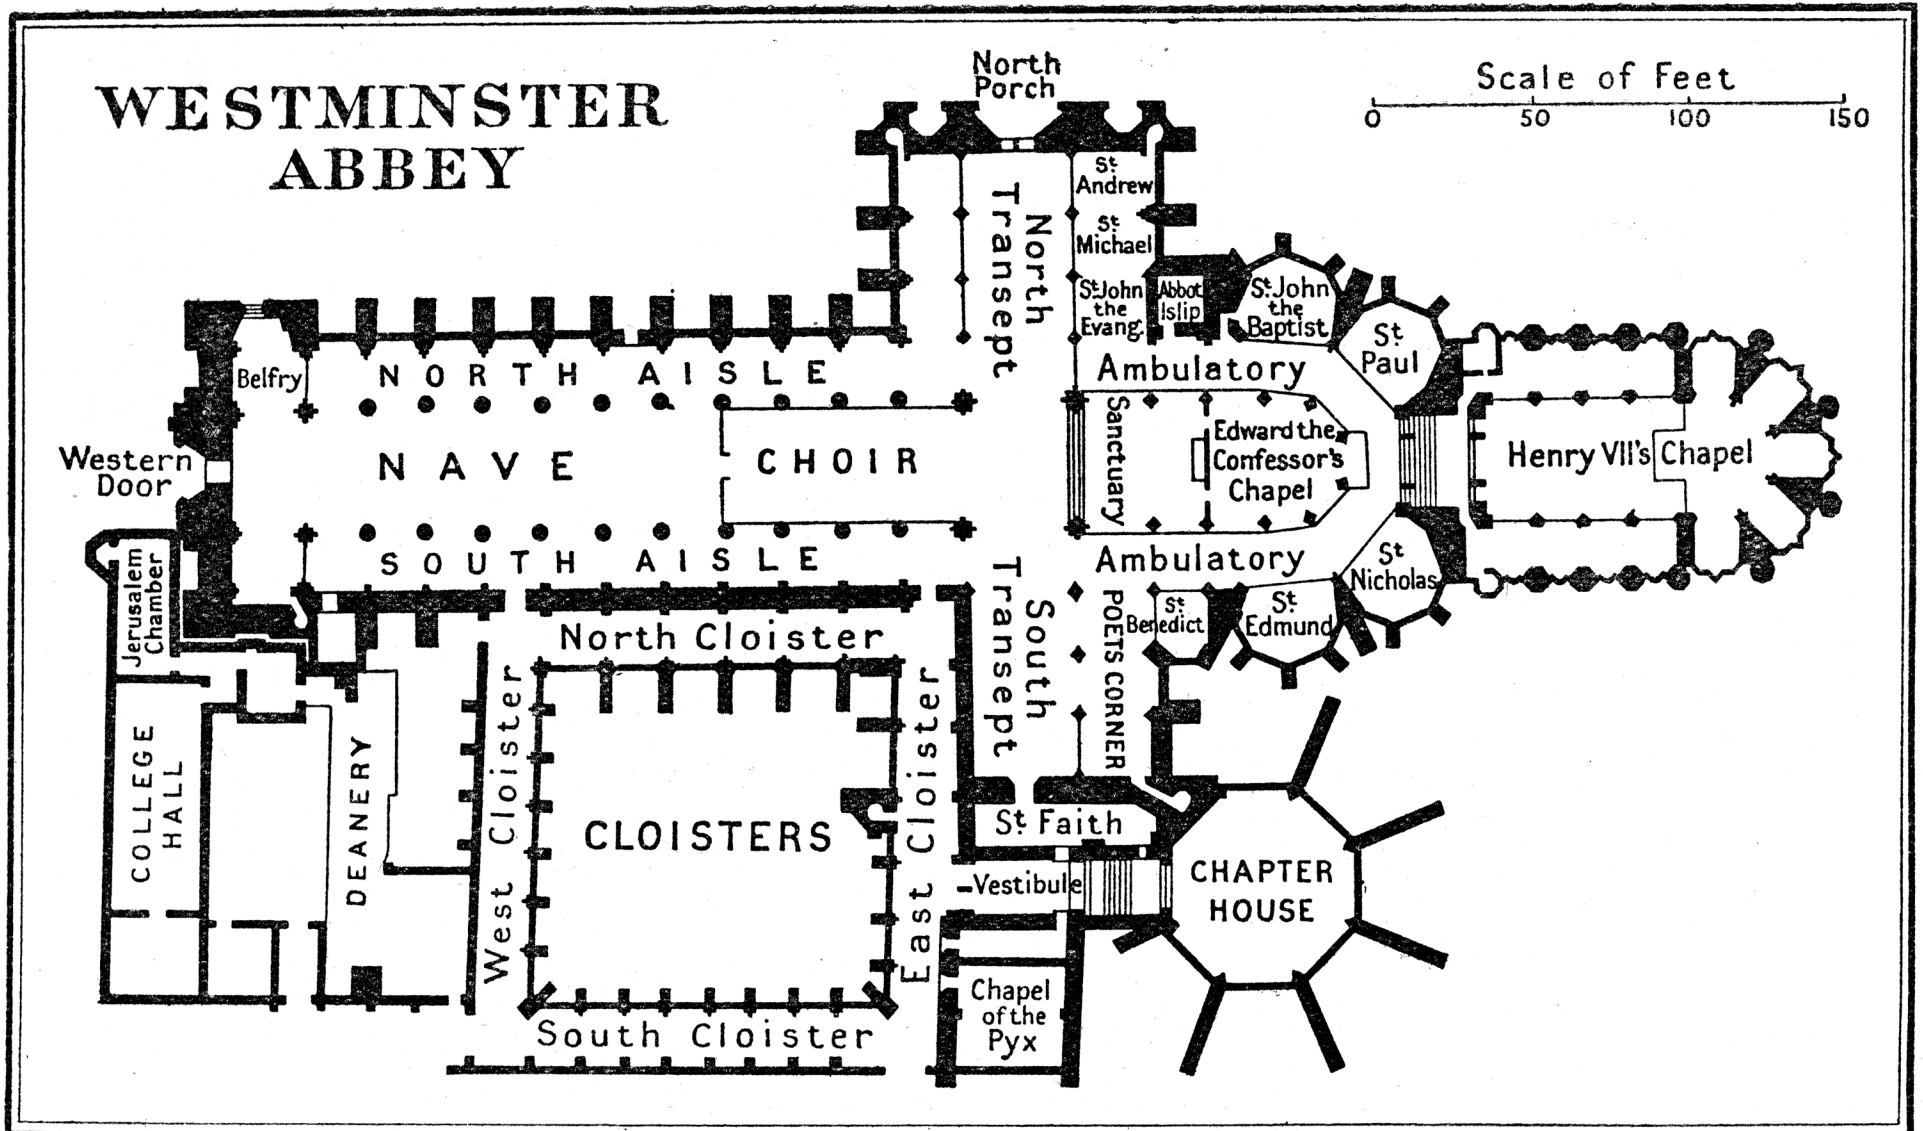 WESTMINSTER
ABBEY
North
Porch
Scale of Feet
0 50 100 150
St Andrew
St Michael
St John
the
Evang.
Abbot
Islip
St John
the
Baptist
St
Paul
North
Transept
Belfry
NORTH AISLE
Ambulatory
Western
Door
NAVE
CHOIR
Sanctuary
Edward the
Confessor's
Chapel
Henry VII's Chapel
SOUTH AISLE
Ambulatory
St
Nicholas
Jerusalem
Chamber
North Cloister
South
Transept
POETS CORNER
St
Benedict
St
Edmund
COLLEGE
HALL
DEANERY
West Cloister
CLOISTERS
East Cloister
St Faith
Vestibule
CHAPTER
HOUSE
Chapel
of the
Pyx
South Cloister